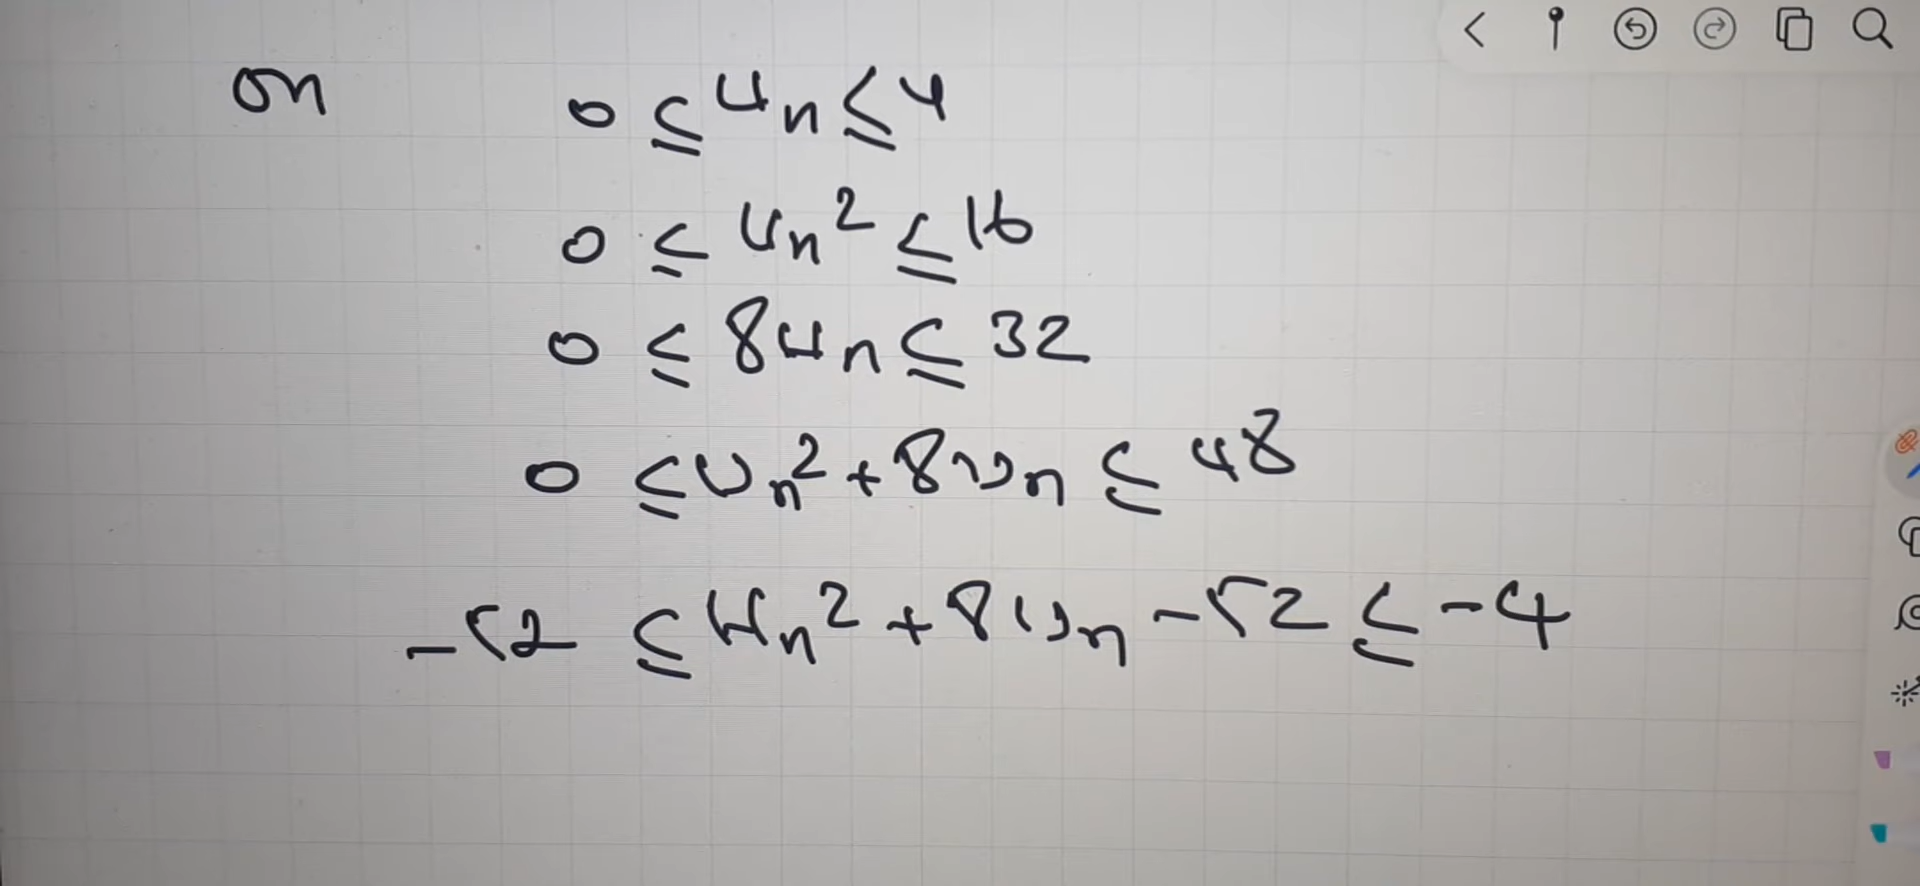 on 0 ≤ Un ≤ 4
0 ≤ Un² ≤ 16
0 ≤ 8Un ≤ 32
0 ≤ Un² + 8Un ≤ 48
-52 ≤ Un² + 8Un - 52 ≤ -4